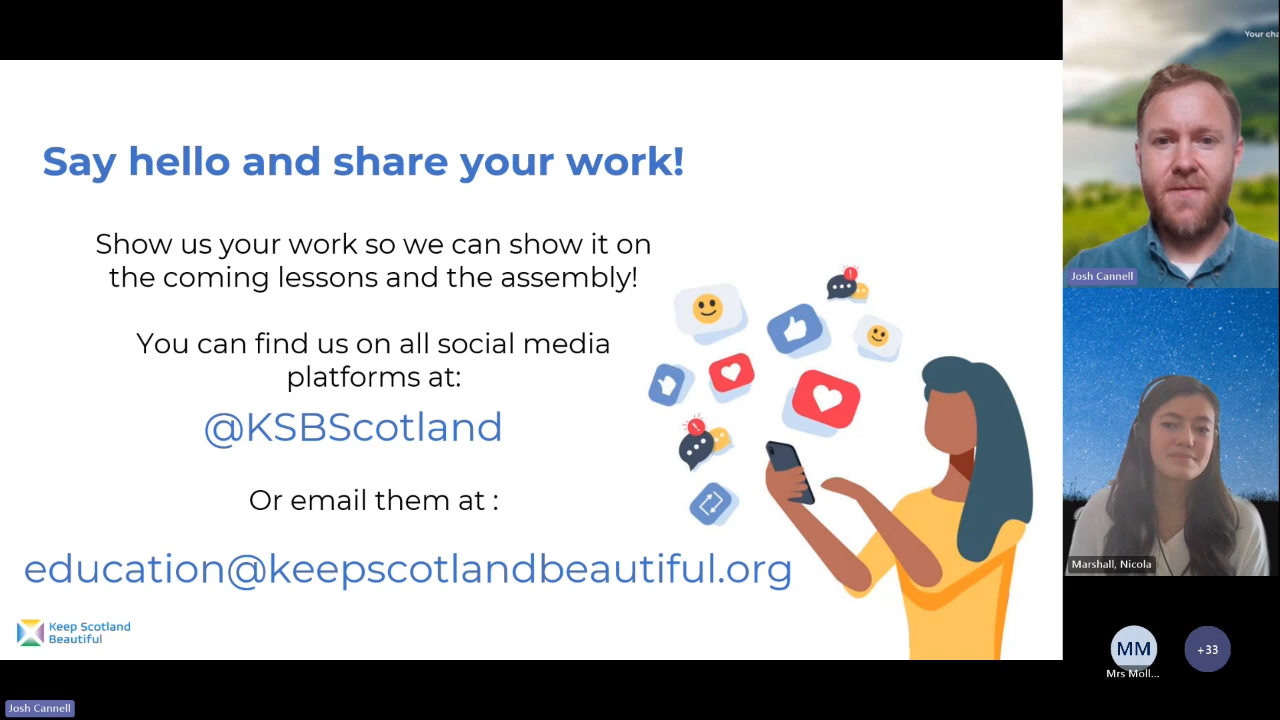 Say hello and share your work!
Show us your work so we can show it on
the coming lessons and the assembly!
You can find us on all social media
platforms at:
@KSBScotland
Or email them at :
education@keepscotlandbeautiful.org
Keep Scotland
Beautiful
Josh Cannell
Your cha
Josh Cannell
Marshall, Nicola
MM
Mrs Moll...
+33